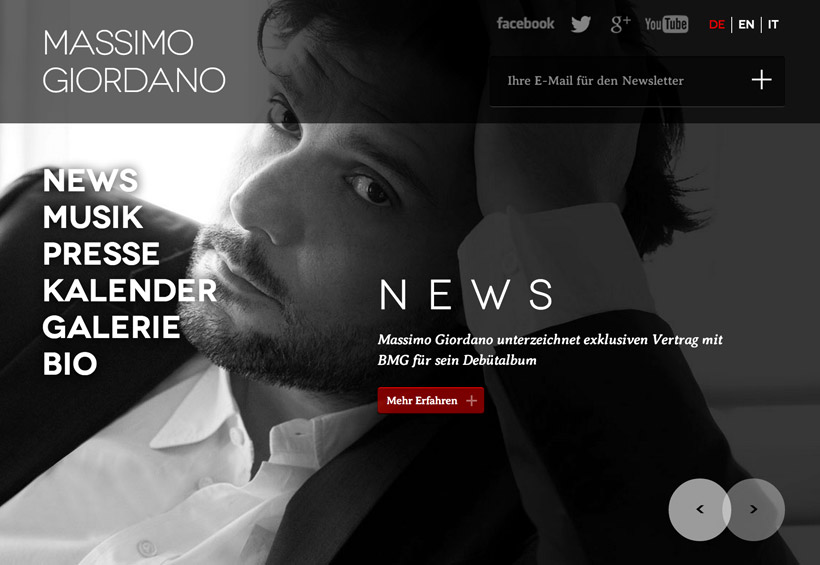 MASSIMO
GIORDANO
facebook
g+
YouTube
DE | EN | IT
Ihre E-Mail für den Newsletter
NEWS
MUSIK
PRESSE
KALENDER
GALERIE
BIO
NEWS
Massimo Giordano unterzeichnet exklusiven Vertrag mit
BMG für sein Debütalbum
Mehr Erfahren +